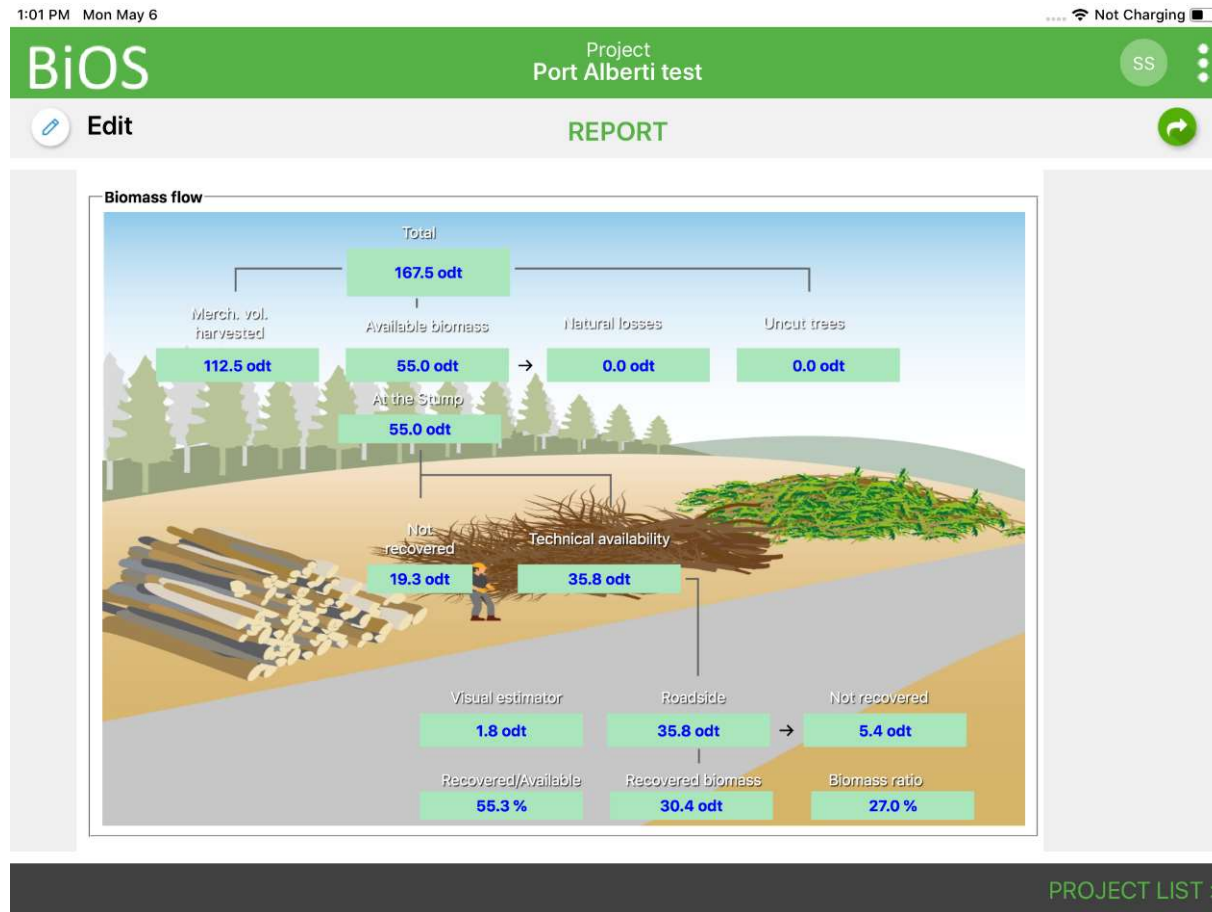 1:01 PM Mon May 6
Not Charging
BiOS
Project
Port Alberti test
SS
Edit
REPORT
Biomass flow
Total
167.5 odt
Merch. vol.
harvested
Available biomass
Natural losses
Uncut trees
112.5 odt
55.0 odt
→
0.0 odt
0.0 odt
At the Stump
55.0 odt
Not
recovered
Technical availability
19.3 odt
35.8 odt
Visual estimator
Roadside
Not recovered
1.8 odt
35.8 odt
→
5.4 odt
Recovered/Available
Recovered biomass
Biomass ratio
55.3 %
30.4 odt
27.0 %
PROJECT LIST